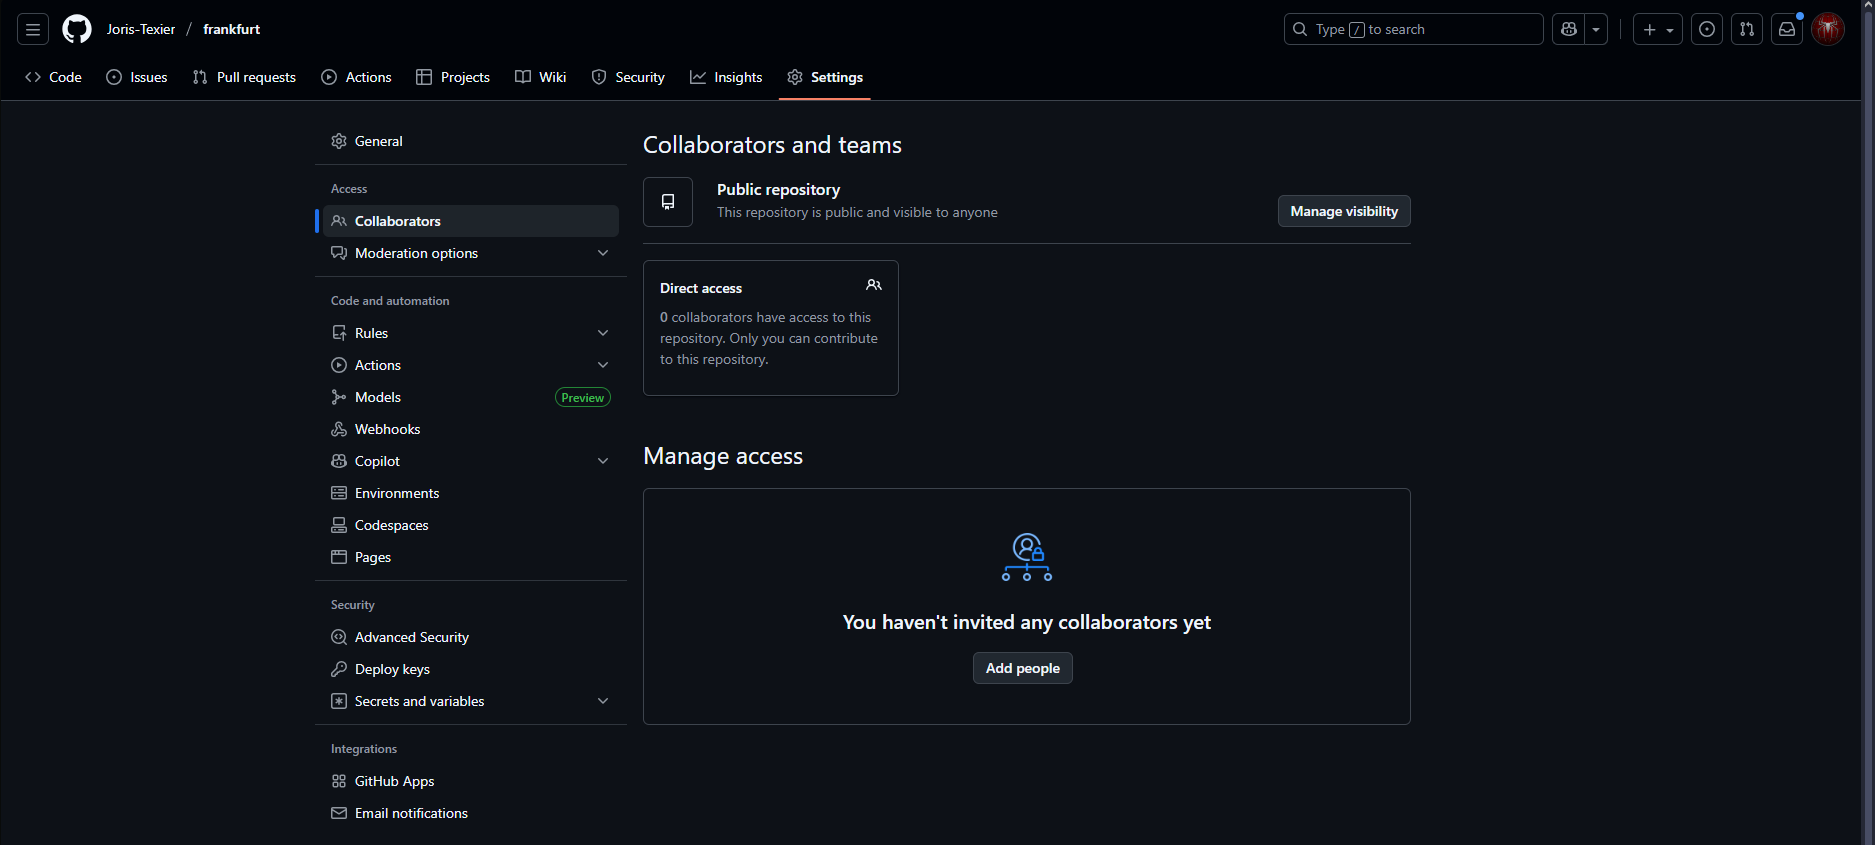 Joris-Texier / frankfurt
Type / to search
Code
Issues
Pull requests
Actions
Projects
Wiki
Security
Insights
Settings
General
Access
Collaborators
Moderation options
Code and automation
Rules
Actions
Models
Preview
Webhooks
Copilot
Environments
Codespaces
Pages
Security
Advanced Security
Deploy keys
Secrets and variables
Integrations
GitHub Apps
Email notifications
Collaborators and teams
Public repository
This repository is public and visible to anyone
Manage visibility
Direct access
0 collaborators have access to this
repository. Only you can contribute
to this repository.
Manage access
You haven't invited any collaborators yet
Add people